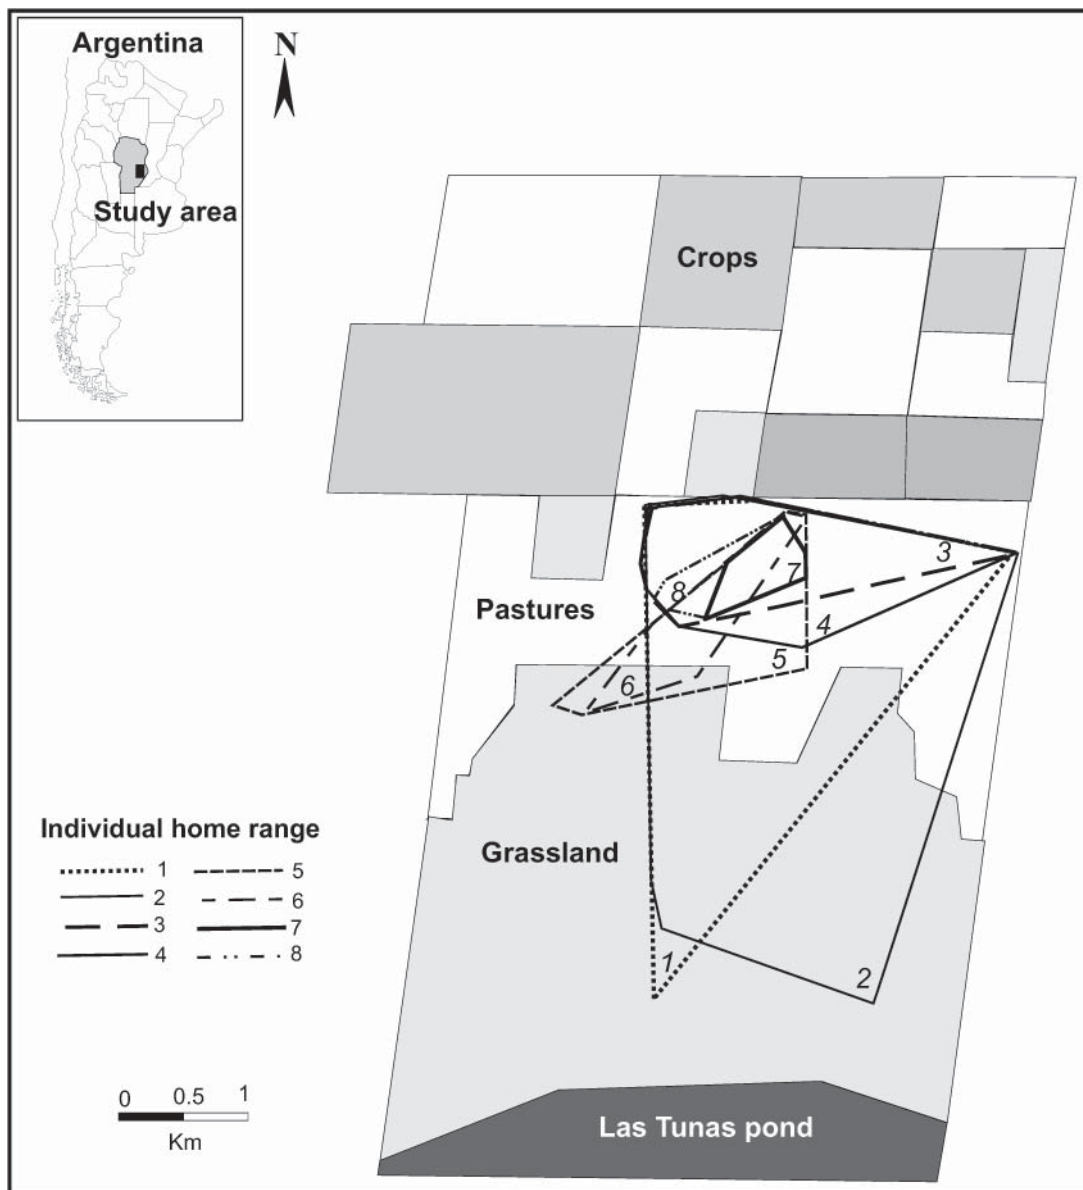 Argentina
N
Study area
Crops
3
7
8
Pastures
4
5
6
Individual home range
1
5
2
6
3
7
4
8
Grassland
1
2
0
0.5
1
Km
Las Tunas pond